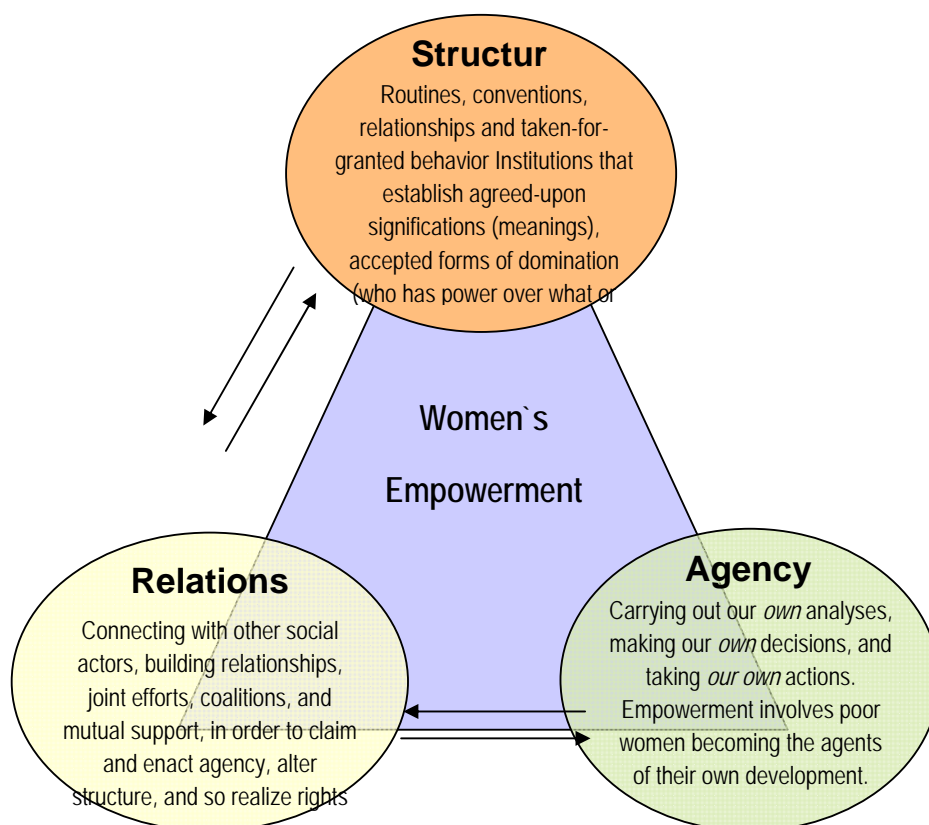 Structur
Routines, conventions,
relationships and taken-for-
granted behavior Institutions that
establish agreed-upon
significations (meanings),
accepted forms of domination
(who has power over what or
Women`s
Empowerment
Relations
Connecting with other social
actors, building relationships,
joint efforts, coalitions, and
mutual support, in order to claim
and enact agency, alter
structure, and so realize rights
Agency
Carrying out our own analyses,
making our own decisions, and
taking our own actions.
Empowerment involves poor
women becoming the agents
of their own development.